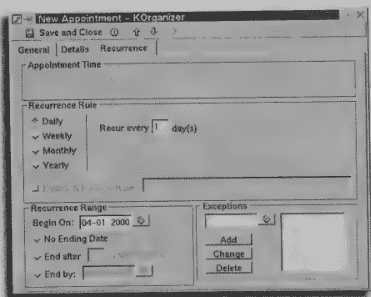 New Appointment - KOrganizer
Save and Close
General Details Recurrence
Appointment Time
Recurrence Rule
Daily
Weekly
Monthly
Yearly
Recur every 1 day(s)
Recurrence Range
Begin On: 04-01 2000
No Ending Date
End after
End by:
Exceptions
Add
Change
Delete